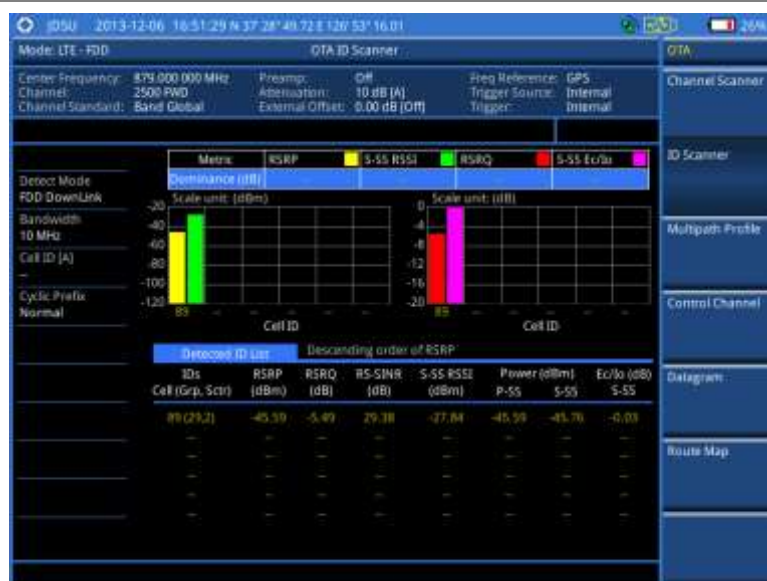 JDSU 2013-12-06 16:51:29 N 37° 28' 49.72 E 126° 53' 16.01 26%
Mode: LTE - FDD OTA ID Scanner OTA
Center Frequency: 879.000 000 MHz Preamp: Off Freq Reference: GPS
Channel: 2500 FWD Attenuation: 10 dB [A] Trigger Source: Internal
Channel Standard: Band Global External Offset: 0.00 dB [Off] Trigger: Internal
Channel Scanner
ID Scanner
Multipath Profile
Control Channel
Datagram
Route Map
Detect Mode
FDD DownLink
Bandwidth
10 MHz
Cell ID [A]
--
Cyclic Prefix
Normal
Metric RSRP S-SS RSSI RSRQ S-SS Ec/Io
Dominance (dB) -- -- -- --
Scale unit: (dBm) Scale unit: (dB)
-20 0
-40 -4
-60 -8
-80 -12
-100 -16
-120 -20
89 -- -- -- -- -- 89 -- -- -- -- --
Cell ID Cell ID
Detected ID List Descending order of RSRP
IDs RSRP RSRQ RS-SINR S-SS RSSI Power (dBm) Ec/Io (dB)
Cell (Grp, Sctr) (dBm) (dB) (dB) (dBm) P-SS S-SS S-SS
89 (29,2) -45.59 -5.49 29.38 -27.84 -45.59 -45.76 -0.03
-- -- -- -- -- -- -- --
-- -- -- -- -- -- -- --
-- -- -- -- -- -- -- --
-- -- -- -- -- -- -- --
-- -- -- -- -- -- -- --